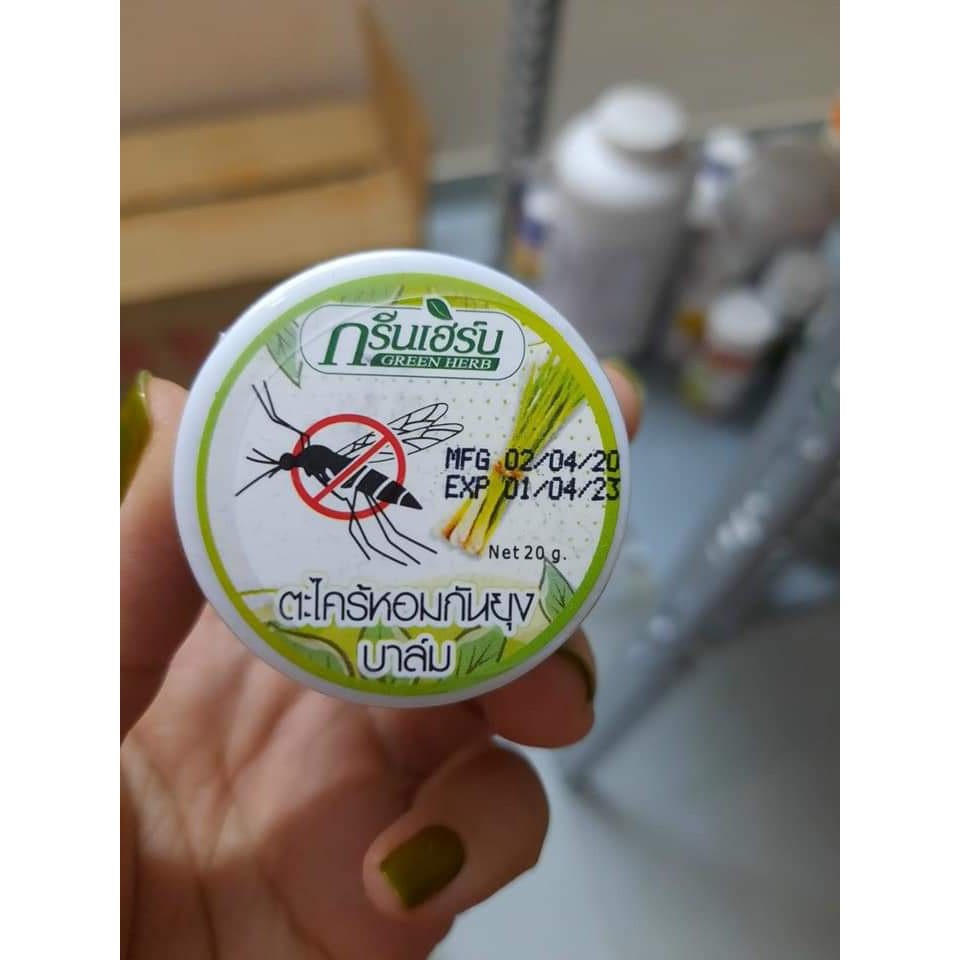 กรีนเฮิร์บ
GREEN HERB
MFG 02/04/20
EXP 01/04/23
Net 20 g.
ตะไคร้หอมกันยุง
บาล์ม